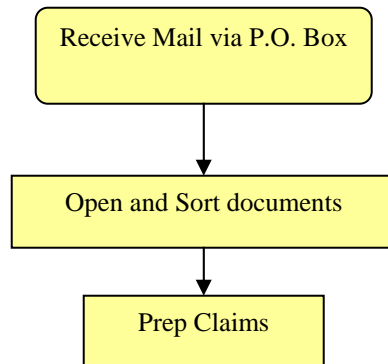 Receive Mail via P.O. Box
Open and Sort documents
Prep Claims